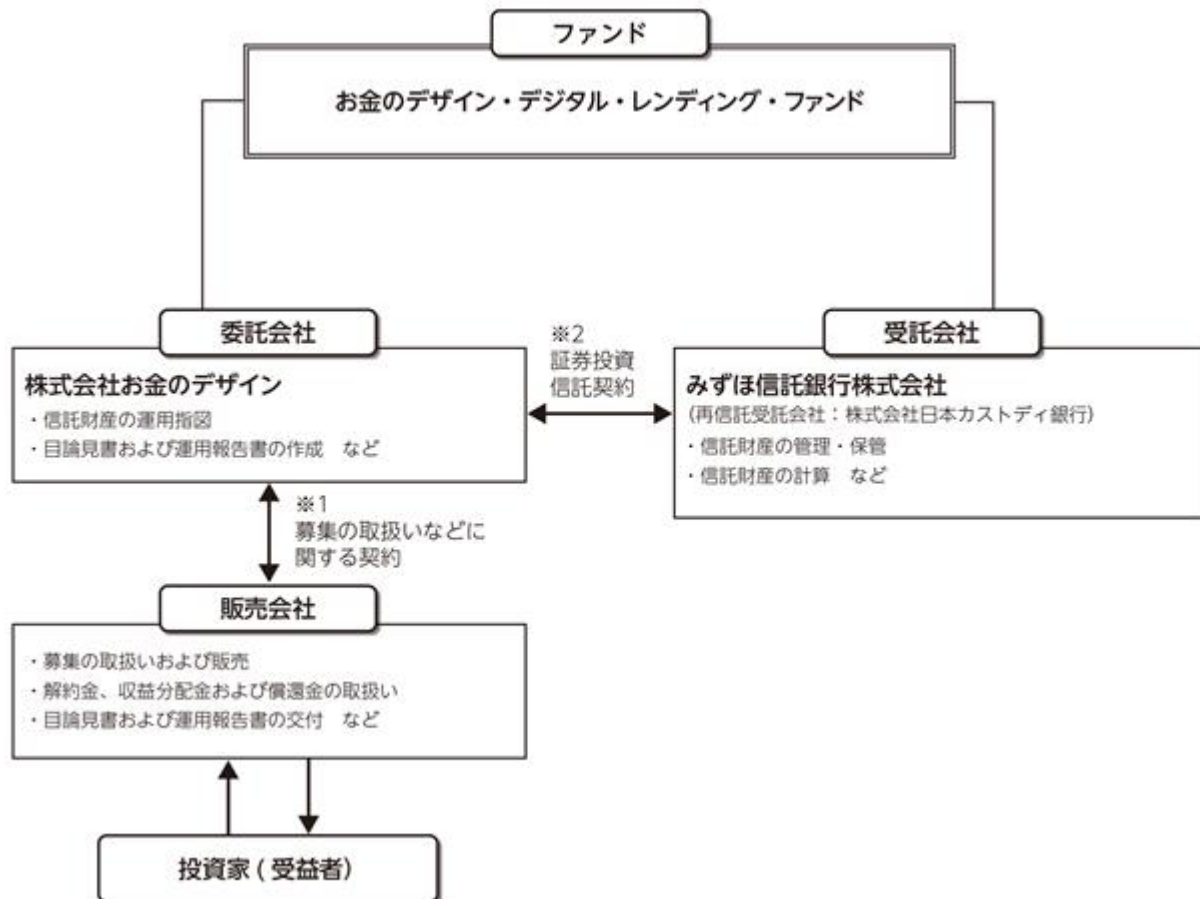 ファンド
お金のデザイン・デジタル・レンディング・ファンド
委託会社
株式会社お金のデザイン
・信託財産の運用指図
・目論見書および運用報告書の作成　など
※2
証券投資
信託契約
受託会社
みずほ信託銀行株式会社
（再信託受託会社：株式会社日本カストディ銀行）
・信託財産の管理・保管
・信託財産の計算　など
※1
募集の取扱いなどに
関する契約
販売会社
・募集の取扱いおよび販売
・解約金、収益分配金および償還金の取扱い
・目論見書および運用報告書の交付　など
投資家 ( 受益者)